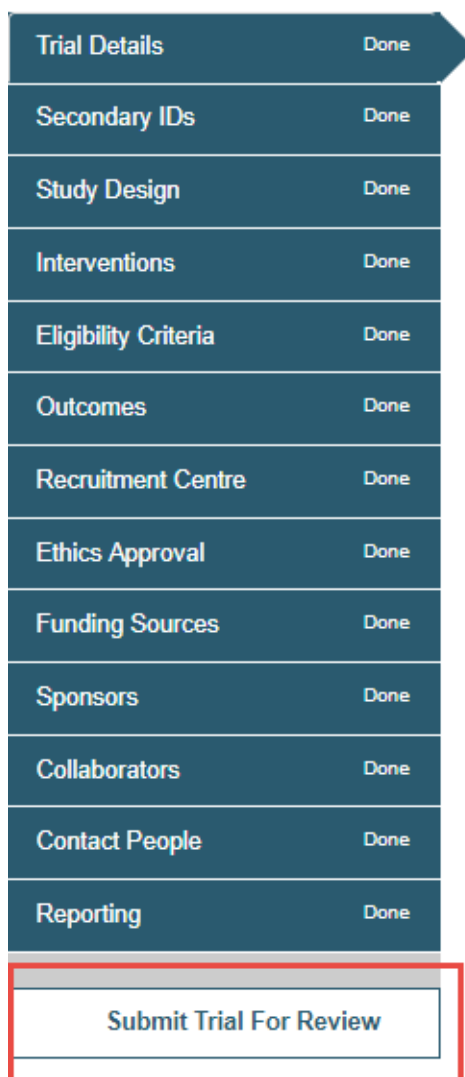 Trial Details Done
Secondary IDs Done
Study Design Done
Interventions Done
Eligibility Criteria Done
Outcomes Done
Recruitment Centre Done
Ethics Approval Done
Funding Sources Done
Sponsors Done
Collaborators Done
Contact People Done
Reporting Done
Submit Trial For Review